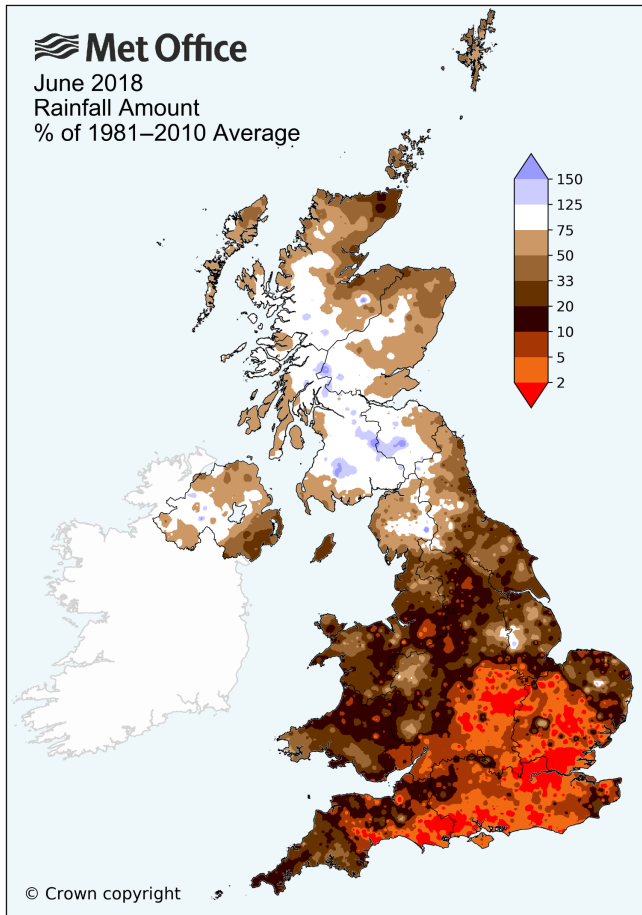 Met Office
June 2018
Rainfall Amount
% of 1981–2010 Average
150
125
75
50
33
20
10
5
2
© Crown copyright